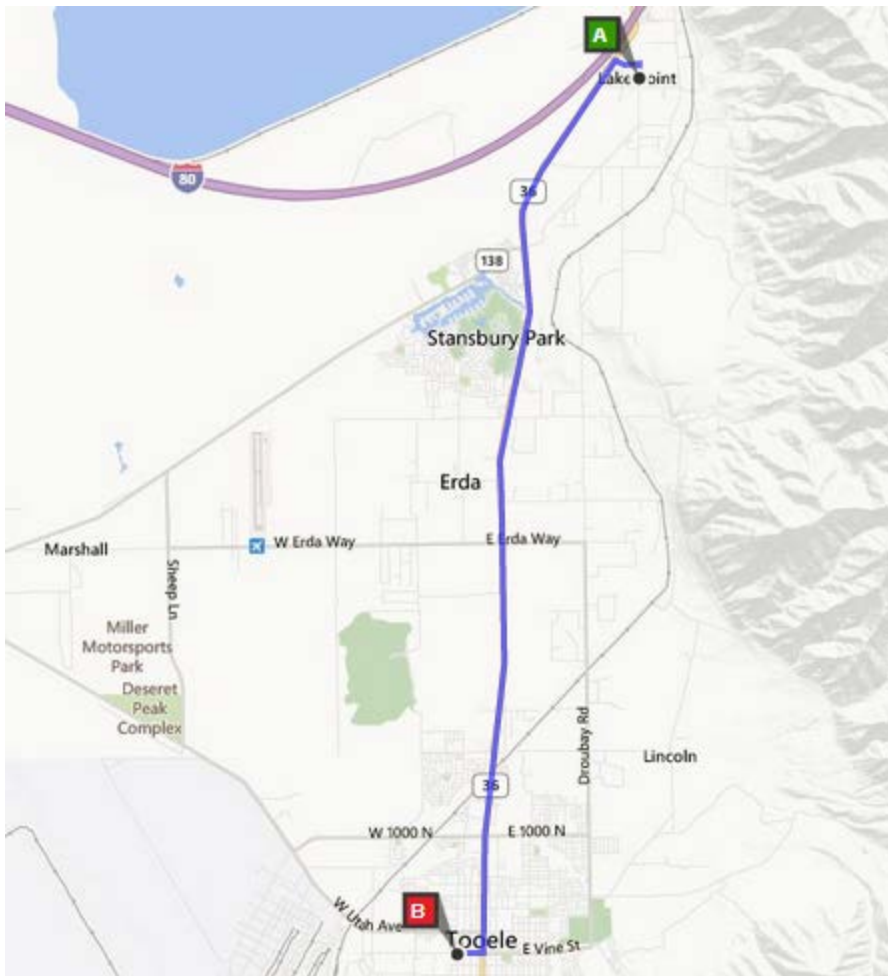 A
Lake Point
80
36
138
Stansbury Park
Erda
W Erda Way
E Erda Way
Marshall
Sheep Ln
Miller
Motorsports
Park
Deseret
Peak
Complex
Droubay Rd
Lincoln
36
W 1000 N
E 1000 N
W Utah Ave
B
Tooele
E Vine St